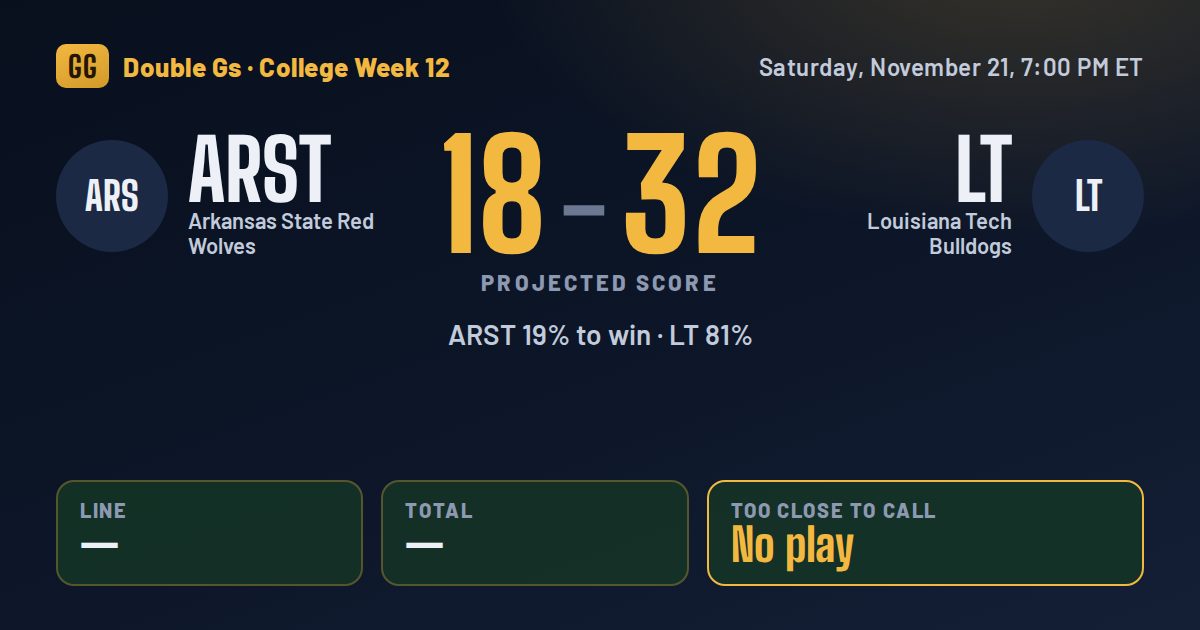 GG
Double Gs · College Week 12
Saturday, November 21, 7:00 PM ET
ARS
ARST
Arkansas State Red
Wolves
18 – 32
PROJECTED SCORE
ARST 19% to win · LT 81%
LT
Louisiana Tech
Bulldogs
LT
LINE
—
TOTAL
—
TOO CLOSE TO CALL
No play